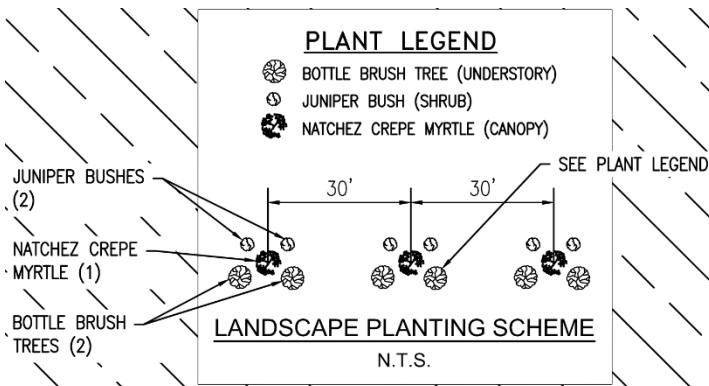 PLANT LEGEND
BOTTLE BRUSH TREE (UNDERSTORY)
JUNIPER BUSH (SHRUB)
NATCHEZ CREPE MYRTLE (CANOPY)
SEE PLANT LEGEND
JUNIPER BUSHES
(2)
30'
30'
NATCHEZ CREPE
MYRTLE (1)
BOTTLE BRUSH
TREES (2)
LANDSCAPE PLANTING SCHEME
N.T.S.